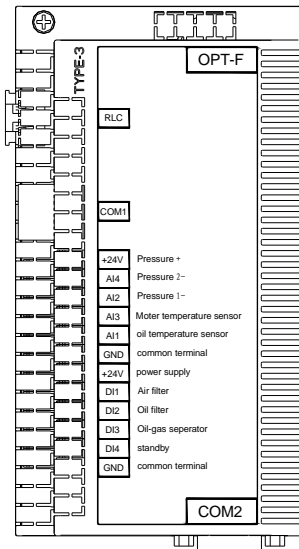 OPT-F
TYPE-3
RLC
COM1
+24V Pressure +
AI4 Pressure 2-
AI2 Pressure 1-
AI3 Moter temperature sensor
AI1 oil temperature sensor
GND common terminal
+24V power supply
DI1 Air filter
DI2 Oil filter
DI3 Oil-gas seperator
DI4 standby
GND common terminal
COM2